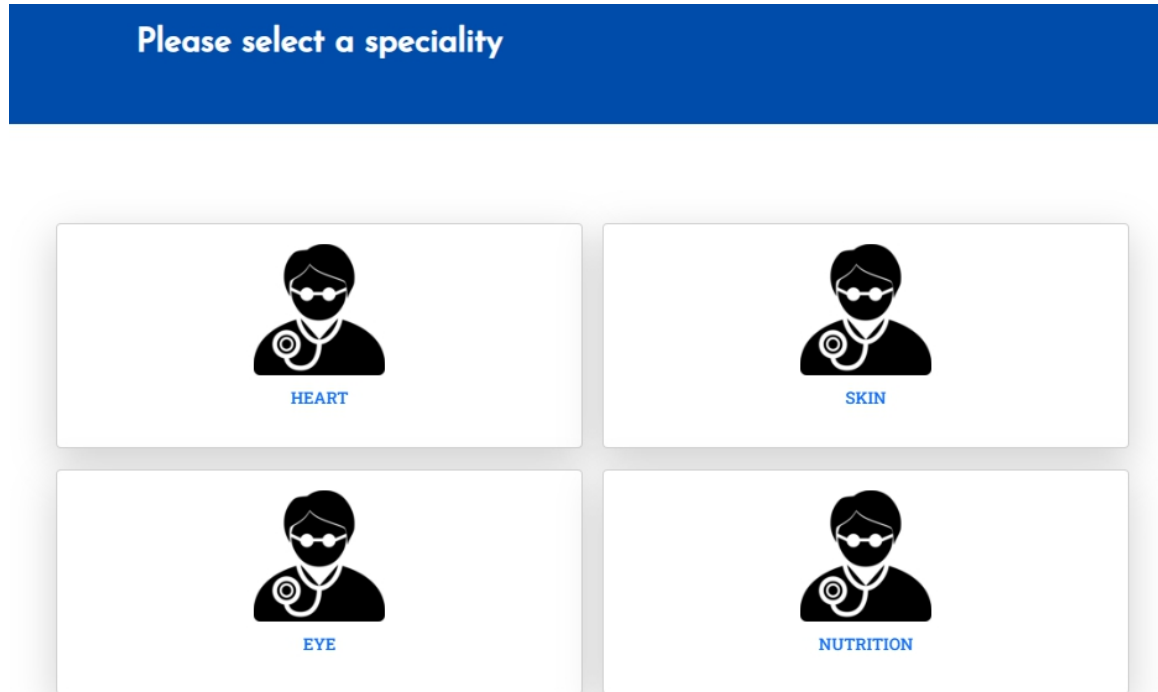 Please select a speciality
HEART
SKIN
EYE
NUTRITION